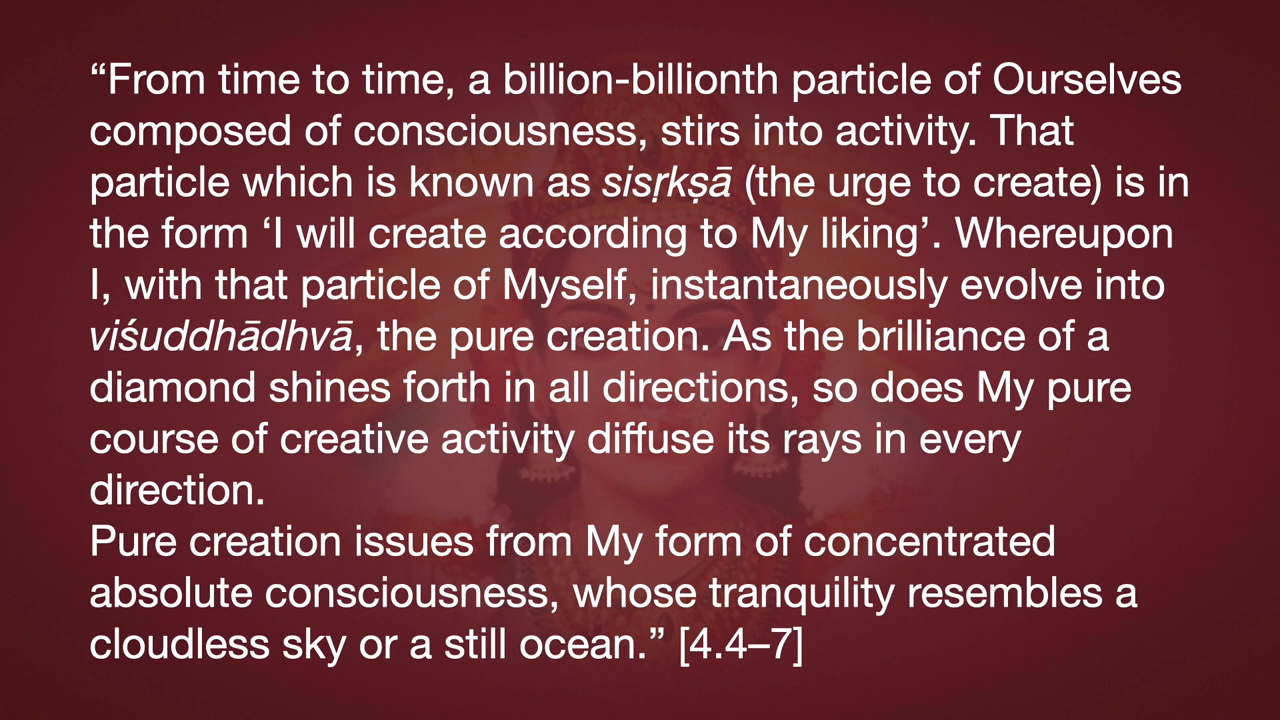 “From time to time, a billion-billionth particle of Ourselves
composed of consciousness, stirs into activity. That
particle which is known as sisṛkṣā (the urge to create) is in
the form ‘I will create according to My liking’. Whereupon
I, with that particle of Myself, instantaneously evolve into
viśuddhādhvā, the pure creation. As the brilliance of a
diamond shines forth in all directions, so does My pure
course of creative activity diffuse its rays in every
direction.
Pure creation issues from My form of concentrated
absolute consciousness, whose tranquility resembles a
cloudless sky or a still ocean.” [4.4–7]